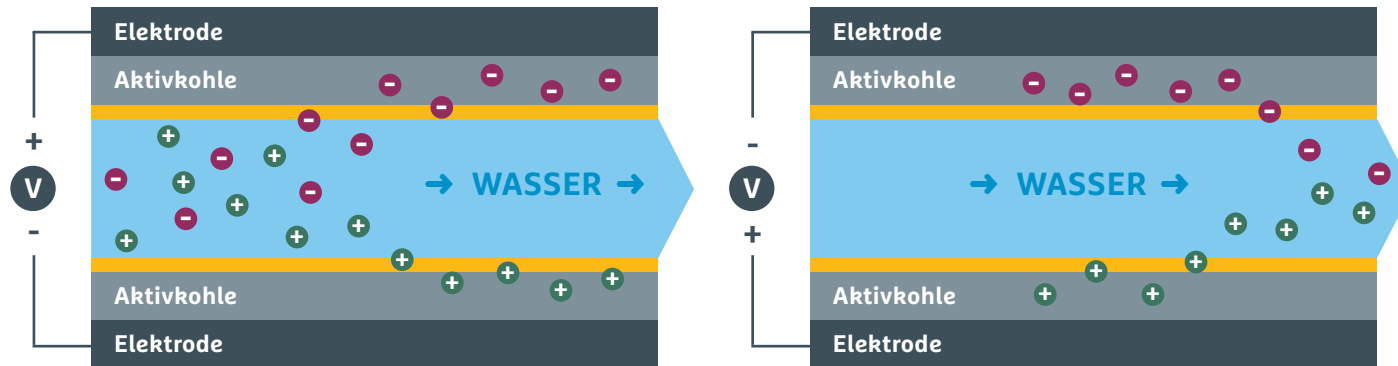 Elektrode
Aktivkohle
+
V
-
→ WASSER →
Aktivkohle
Elektrode
Elektrode
Aktivkohle
-
V
+
→ WASSER →
Aktivkohle
Elektrode